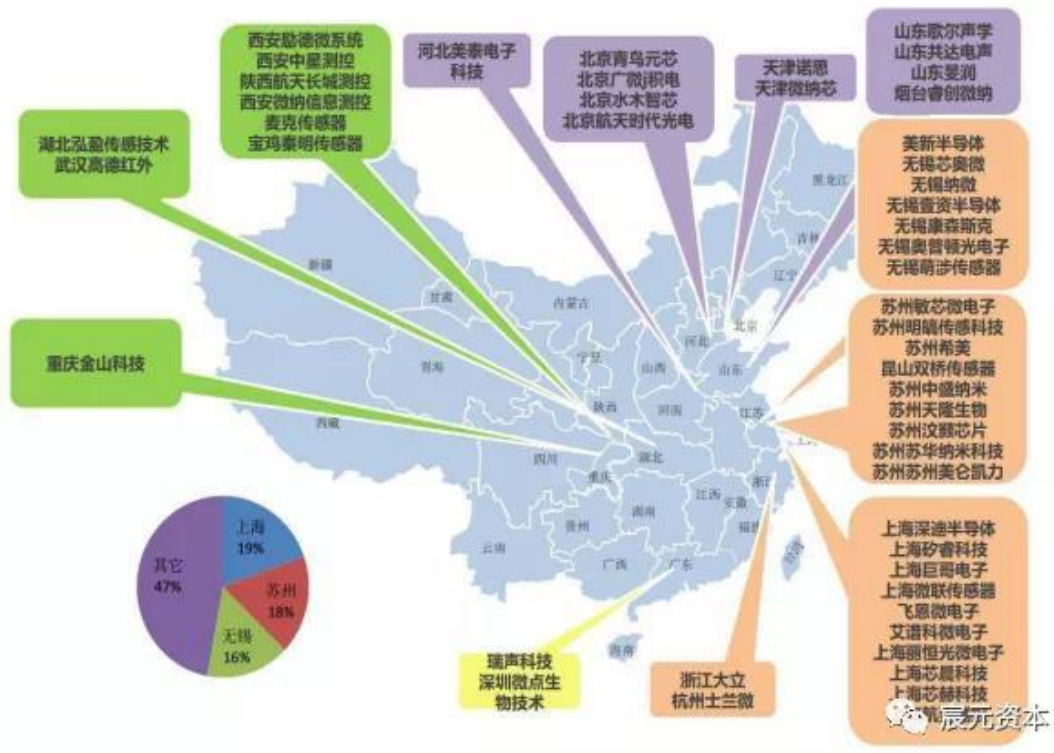 西安励德微系统
西安中星测控
陕西航天长城测控
西安微纳信息测控
麦克传感器
宝鸡秦明传感器
河北美泰电子
科技
北京青鸟元芯
北京广微j积电
北京水木智芯
北京航天时代光电
天津诺思
天津微纳芯
山东歌尔声学
山东共达电声
山东旻润
烟台睿创微纳
湖北泓盈传感技术
武汉高德红外
美新半导体
无锡芯奥微
无锡纳微
无锡壹资半导体
无锡康森斯克
无锡奥普顿光电子
无锡萌涉传感器
重庆金山科技
苏州敏芯微电子
苏州明皜传感科技
苏州希美
昆山双桥传感器
苏州中盛纳米
苏州天隆生物
苏州汶颢芯片
苏州苏华纳米科技
苏州苏州美仑凯力
黑龙江
吉林
辽宁
新疆
甘肃
内蒙古
北京
河北
宁夏
山西
山东
青海
陕西
河南
江苏
西藏
四川
湖北
重庆
浙江
江西
安徽
湖南
贵州
福建
云南
广西
广东
台湾
海南
上海
19%
其它
47%
苏州
18%
无锡
16%
瑞声科技
深圳微点生
物技术
浙江大立
杭州士兰微
上海深迪半导体
上海矽睿科技
上海巨哥电子
上海微联传感器
飞恩微电子
艾谱科微电子
上海丽恒光微电子
上海芯晨科技
上海芯赫科技
宸元资本